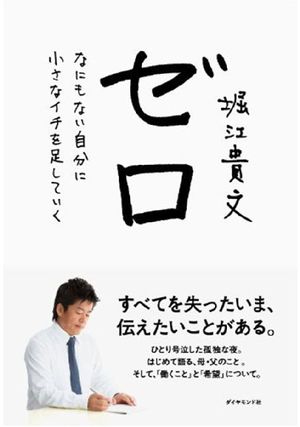 ゼロ
堀江貴文
なにもない自分に
小さなイチを足していく
すべてを失ったいま、
伝えたいことがある。
ひとり号泣した孤独な夜。
はじめて語る、母・父のこと。
そして、「働くこと」と「希望」について。
ダイヤモンド社